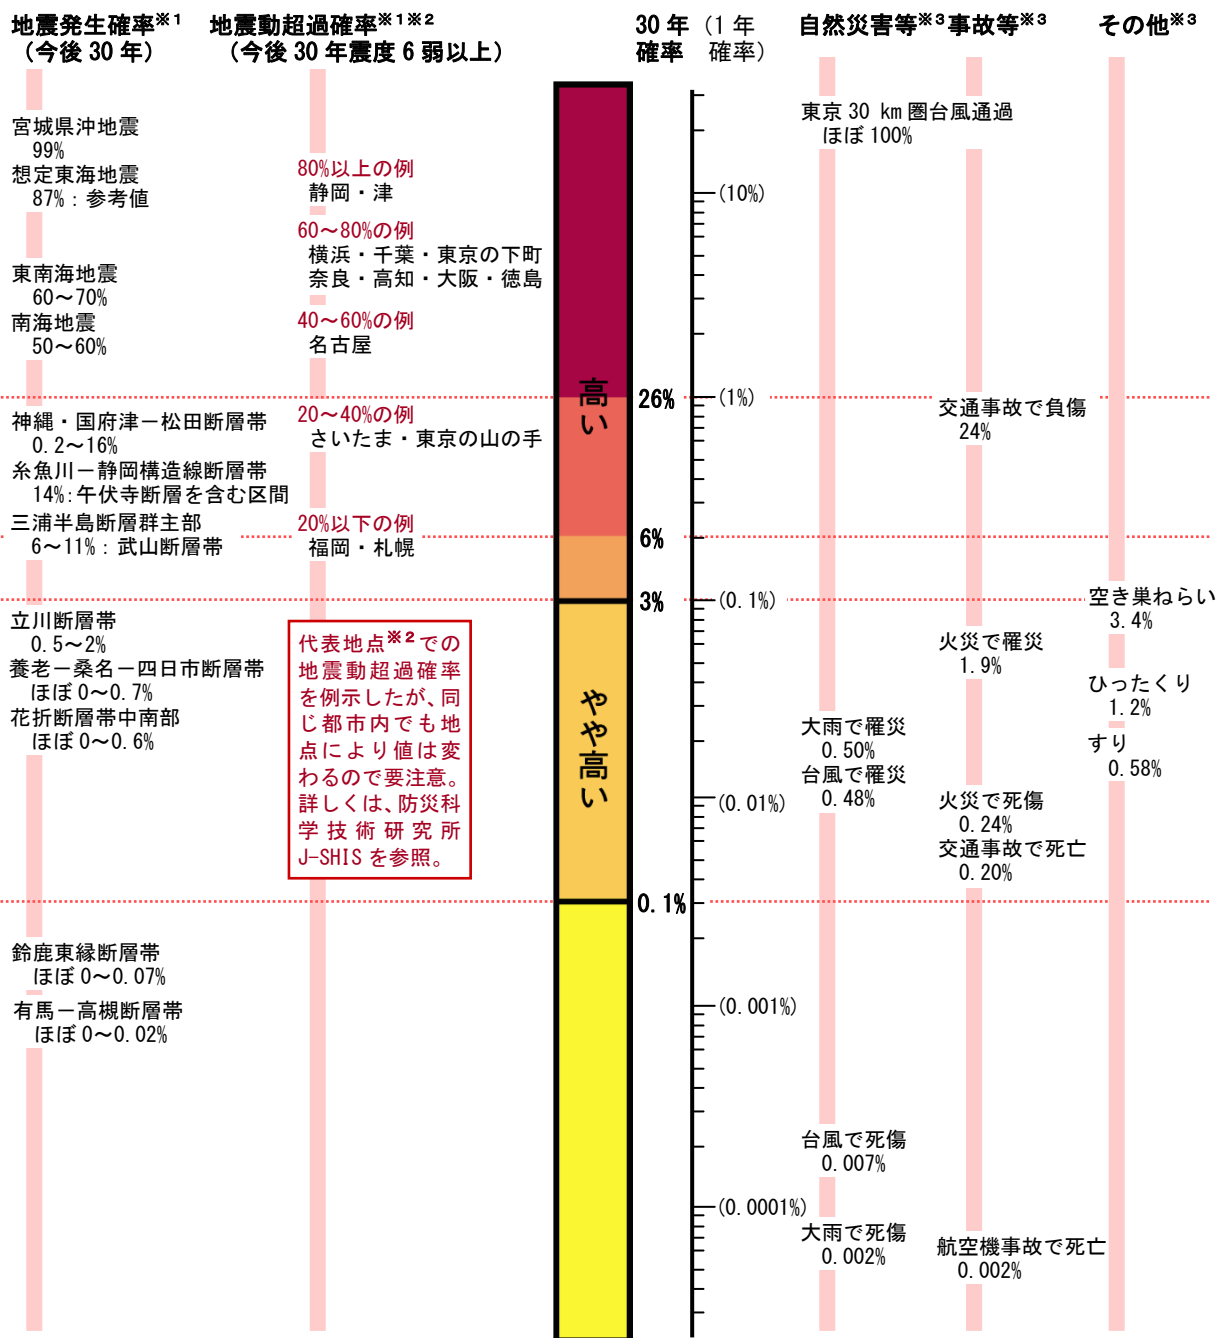 地震発生確率※1
（今後 30 年）
宮城県沖地震
99%
想定東海地震
87%：参考値
東南海地震
60～70%
南海地震
50～60%
神縄・国府津－松田断層帯
0.2～16%
糸魚川－静岡構造線断層帯
14%:午伏寺断層を含む区間
三浦半島断層群主部
6～11%：武山断層帯
立川断層帯
0.5～2%
養老－桑名－四日市断層帯
ほぼ 0～0.7%
花折断層帯中南部
ほぼ 0～0.6%
鈴鹿東縁断層帯
ほぼ 0～0.07%
有馬－高槻断層帯
ほぼ 0～0.02%
地震動超過確率※1※2
（今後 30 年震度 6 弱以上）
80%以上の例
静岡・津
60～80%の例
横浜・千葉・東京の下町
奈良・高知・大阪・徳島
40～60%の例
名古屋
20～40%の例
さいたま・東京の山の手
20%以下の例
福岡・札幌
代表地点※2での
地震動超過確率
を例示したが、同
じ都市内でも地
点により値は変
わるので要注意。
詳しくは、防災科
学技術研究所
J-SHIS を参照。
高い
やや高い
30 年
確率
26%
6%
3%
0.1%
（1 年
確率）
(10%)
(1%)
(0.1%)
(0.01%)
(0.001%)
(0.0001%)
自然災害等※3
東京 30 km 圏台風通過
ほぼ 100%
大雨で罹災
0.50%
台風で罹災
0.48%
台風で死傷
0.007%
大雨で死傷
0.002%
事故等※3
交通事故で負傷
24%
火災で罹災
1.9%
火災で死傷
0.24%
交通事故で死亡
0.20%
航空機事故で死亡
0.002%
その他※3
空き巣ねらい
3.4%
ひったくり
1.2%
すり
0.58%